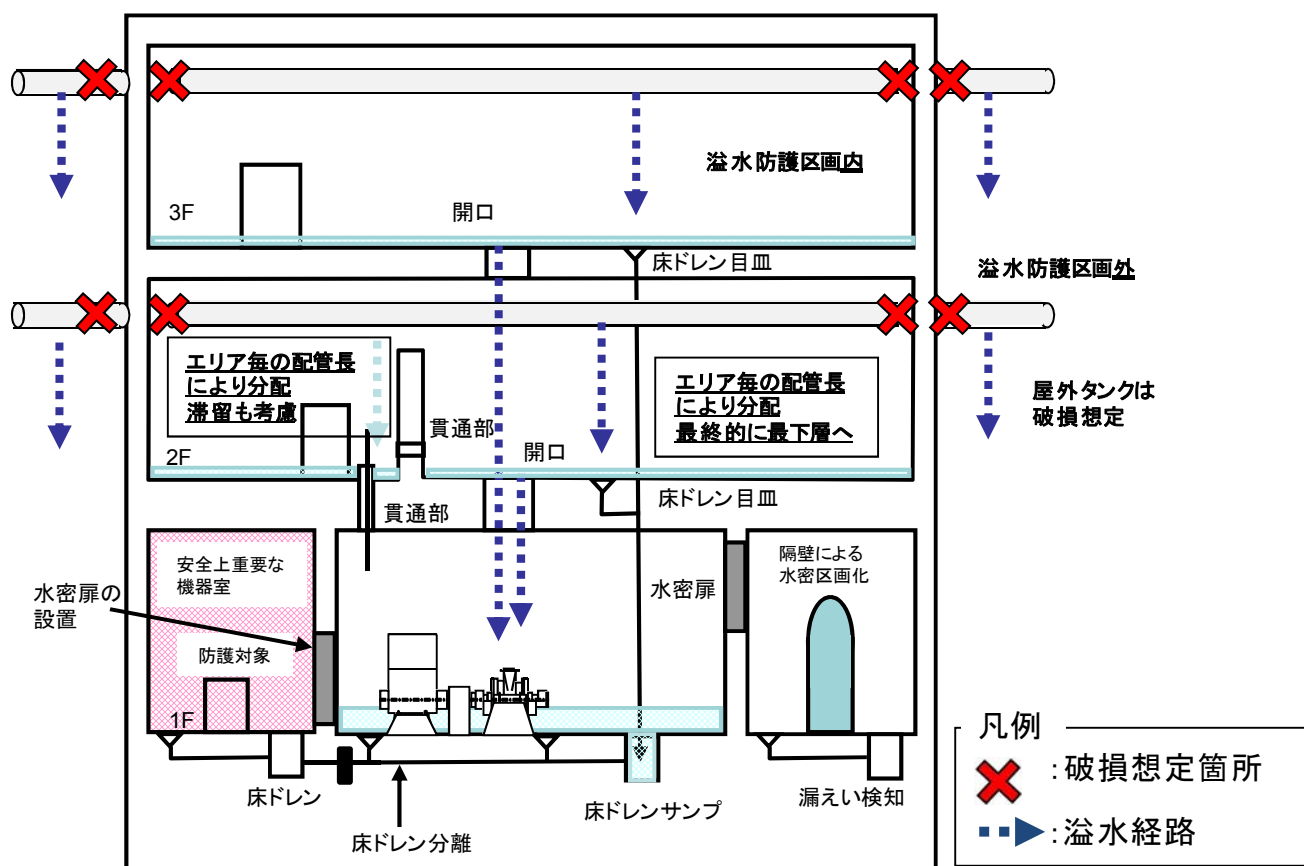 溢水防護区画内
3F
開口
床ドレン目皿
溢水防護区画外
エリア毎の配管長
により分配
滞留も考慮
エリア毎の配管長
により分配
最終的に最下層へ
屋外タンクは
破損想定
貫通部
開口
2F
床ドレン目皿
貫通部
安全上重要な
機器室
隔壁による
水密区画化
水密扉の
設置
水密扉
防護対象
1F
床ドレン
床ドレンサンプ
漏えい検知
床ドレン分離
凡例
:破損想定箇所
:溢水経路